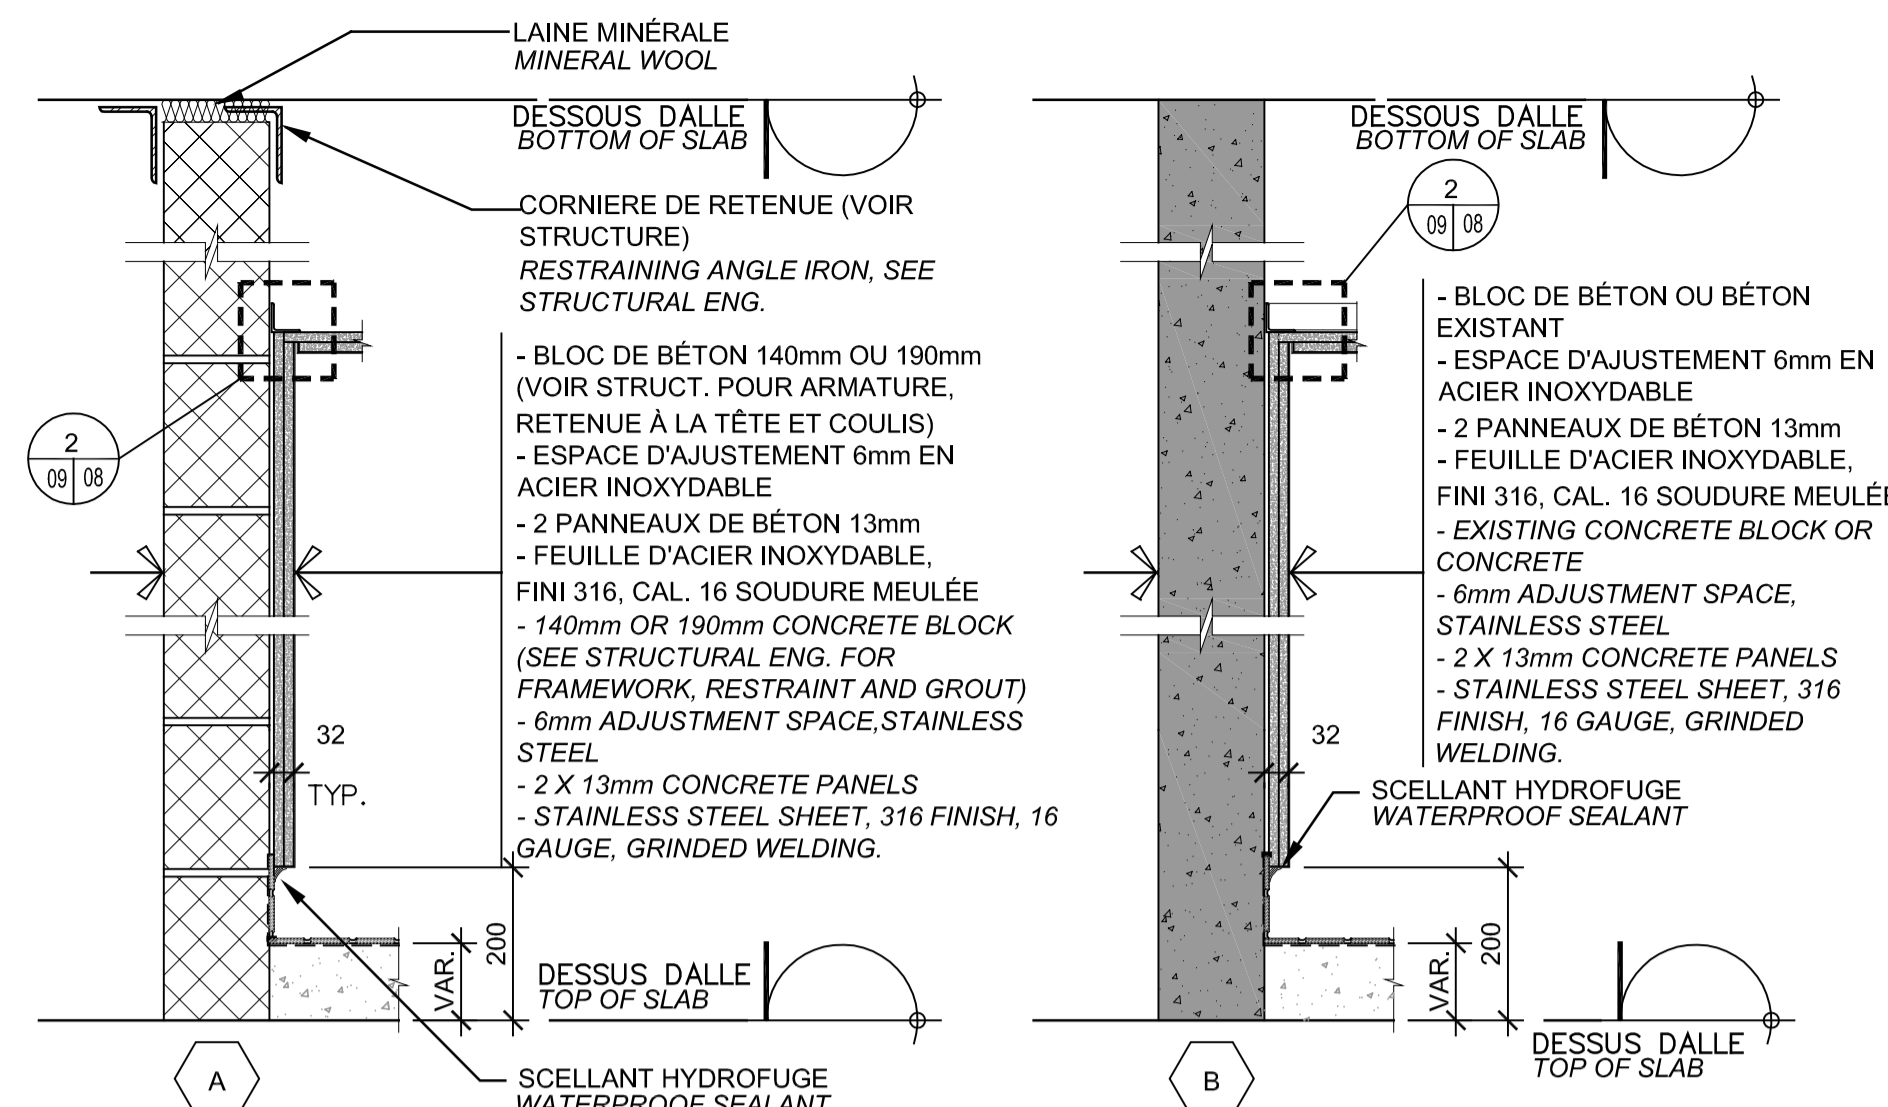 LAINE MINÉRALE
MINERAL WOOL
DESSOUS DALLE
BOTTOM OF SLAB
CORNIERE DE RETENUE (VOIR
STRUCTURE)
RESTRAINING ANGLE IRON, SEE
STRUCTURAL ENG.
- BLOC DE BÉTON 140mm OU 190mm
(VOIR STRUCT. POUR ARMATURE,
RETENUE À LA TÊTE ET COULIS)
- ESPACE D'AJUSTEMENT 6mm EN
ACIER INOXYDABLE
- 2 PANNEAUX DE BÉTON 13mm
- FEUILLE D'ACIER INOXYDABLE,
FINI 316, CAL. 16 SOUDURE MEULÉE
- 140mm OR 190mm CONCRETE BLOCK
(SEE STRUCTURAL ENG. FOR
FRAMEWORK, RESTRAINT AND GROUT)
- 6mm ADJUSTMENT SPACE,STAINLESS
STEEL
- 2 X 13mm CONCRETE PANELS
- STAINLESS STEEL SHEET, 316 FINISH, 16
GAUGE, GRINDED WELDING.
2
09 08
32
TYP.
200
VAR.
DESSUS DALLE
TOP OF SLAB
SCELLANT HYDROFUGE
WATERPROOF SEALANT
A
DESSOUS DALLE
BOTTOM OF SLAB
2
09 08
- BLOC DE BÉTON OU BÉTON
EXISTANT
- ESPACE D'AJUSTEMENT 6mm EN
ACIER INOXYDABLE
- 2 PANNEAUX DE BÉTON 13mm
- FEUILLE D'ACIER INOXYDABLE,
FINI 316, CAL. 16 SOUDURE MEULÉE
- EXISTING CONCRETE BLOCK OR
CONCRETE
- 6mm ADJUSTMENT SPACE,
STAINLESS STEEL
- 2 X 13mm CONCRETE PANELS
- STAINLESS STEEL SHEET, 316
FINISH, 16 GAUGE, GRINDED
WELDING.
32
SCELLANT HYDROFUGE
WATERPROOF SEALANT
200
VAR.
DESSUS DALLE
TOP OF SLAB
B